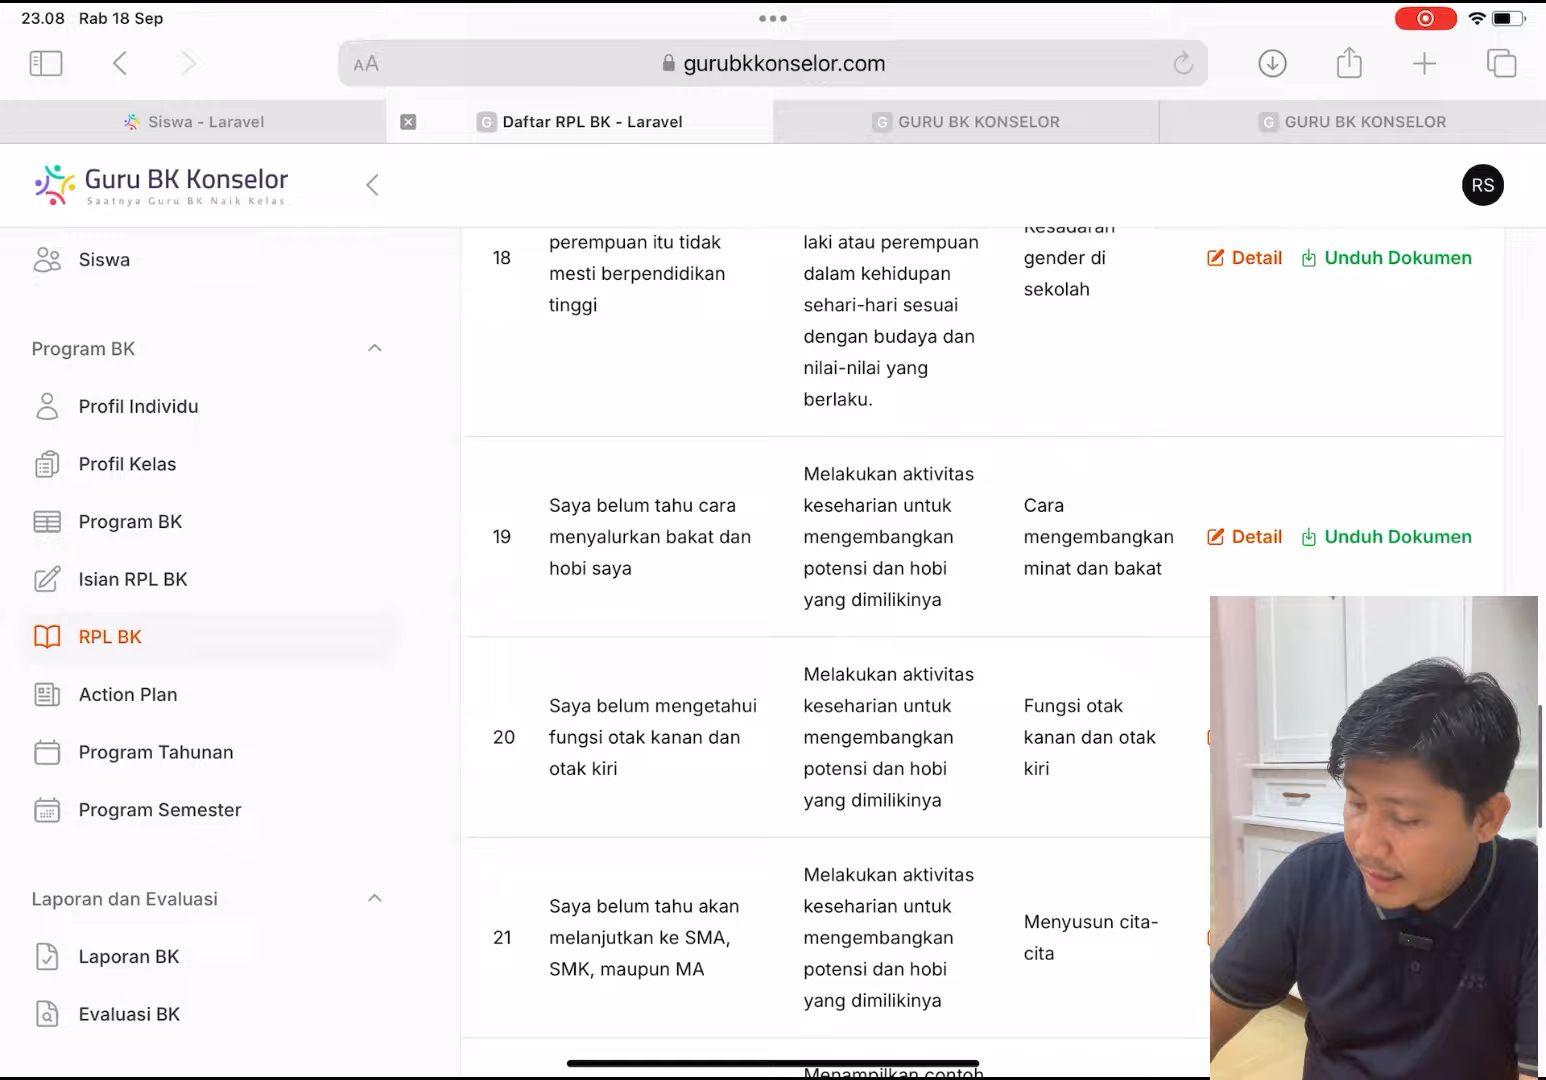 23.08 Rab 18 Sep
AA
gurubkkonselor.com
Siswa - Laravel
G Daftar RPL BK - Laravel
G GURU BK KONSELOR
G GURU BK KONSELOR
Guru BK Konselor
Saatnya Guru BK Naik Kelas
RS
Siswa
Program BK
Profil Individu
Profil Kelas
Program BK
Isian RPL BK
RPL BK
Action Plan
Program Tahunan
Program Semester
Laporan dan Evaluasi
Laporan BK
Evaluasi BK
18
perempuan itu tidak
mesti berpendidikan
tinggi
laki atau perempuan
dalam kehidupan
sehari-hari sesuai
dengan budaya dan
nilai-nilai yang
berlaku.
Kesadaran
gender di
sekolah
Detail
Unduh Dokumen
19
Saya belum tahu cara
menyalurkan bakat dan
hobi saya
Melakukan aktivitas
keseharian untuk
mengembangkan
potensi dan hobi
yang dimilikinya
Cara
mengembangkan
minat dan bakat
Detail
Unduh Dokumen
20
Saya belum mengetahui
fungsi otak kanan dan
otak kiri
Melakukan aktivitas
keseharian untuk
mengembangkan
potensi dan hobi
yang dimilikinya
Fungsi otak
kanan dan otak
kiri
21
Saya belum tahu akan
melanjutkan ke SMA,
SMK, maupun MA
Melakukan aktivitas
keseharian untuk
mengembangkan
potensi dan hobi
yang dimilikinya
Menyusun cita-
cita
Menampilkan contoh